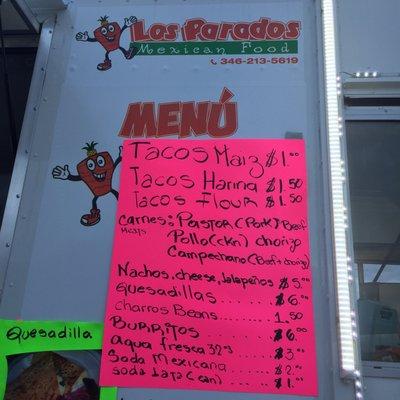 Los Parados
Mexican Food
346-213-5619
MENÚ
Tacos Maiz $1.00
Tacos Harina $1.50
Tacos Flour $1.50
Carnes: Pastor (Pork) Beef
Meats Pollo (ckn) chorizo
Campechano (Beef+chorizo)
Nachos, cheese, Jalapeños $5.00
Quesadillas ....... $6.00
Charros Beans ...... 1.50
Burritos ........ $6.00
Agua fresca 32oz .... $3.00
Soda Mexicana ...... $2.00
Soda Lata (can) ..... $1.00
Quesadilla